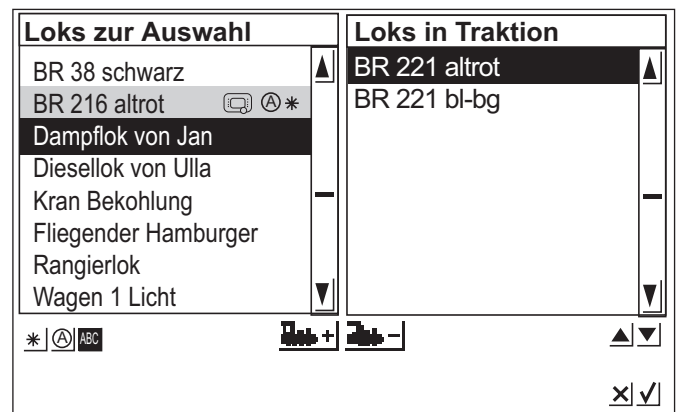 Loks zur Auswahl
BR 38 schwarz
BR 216 altrot Ⓐ*
Dampflok von Jan
Diesellok von Ulla
Kran Bekohlung
Fliegender Hamburger
Rangierlok
Wagen 1 Licht
* Ⓐ ABC
Loks in Traktion
BR 221 altrot
BR 221 bl-bg